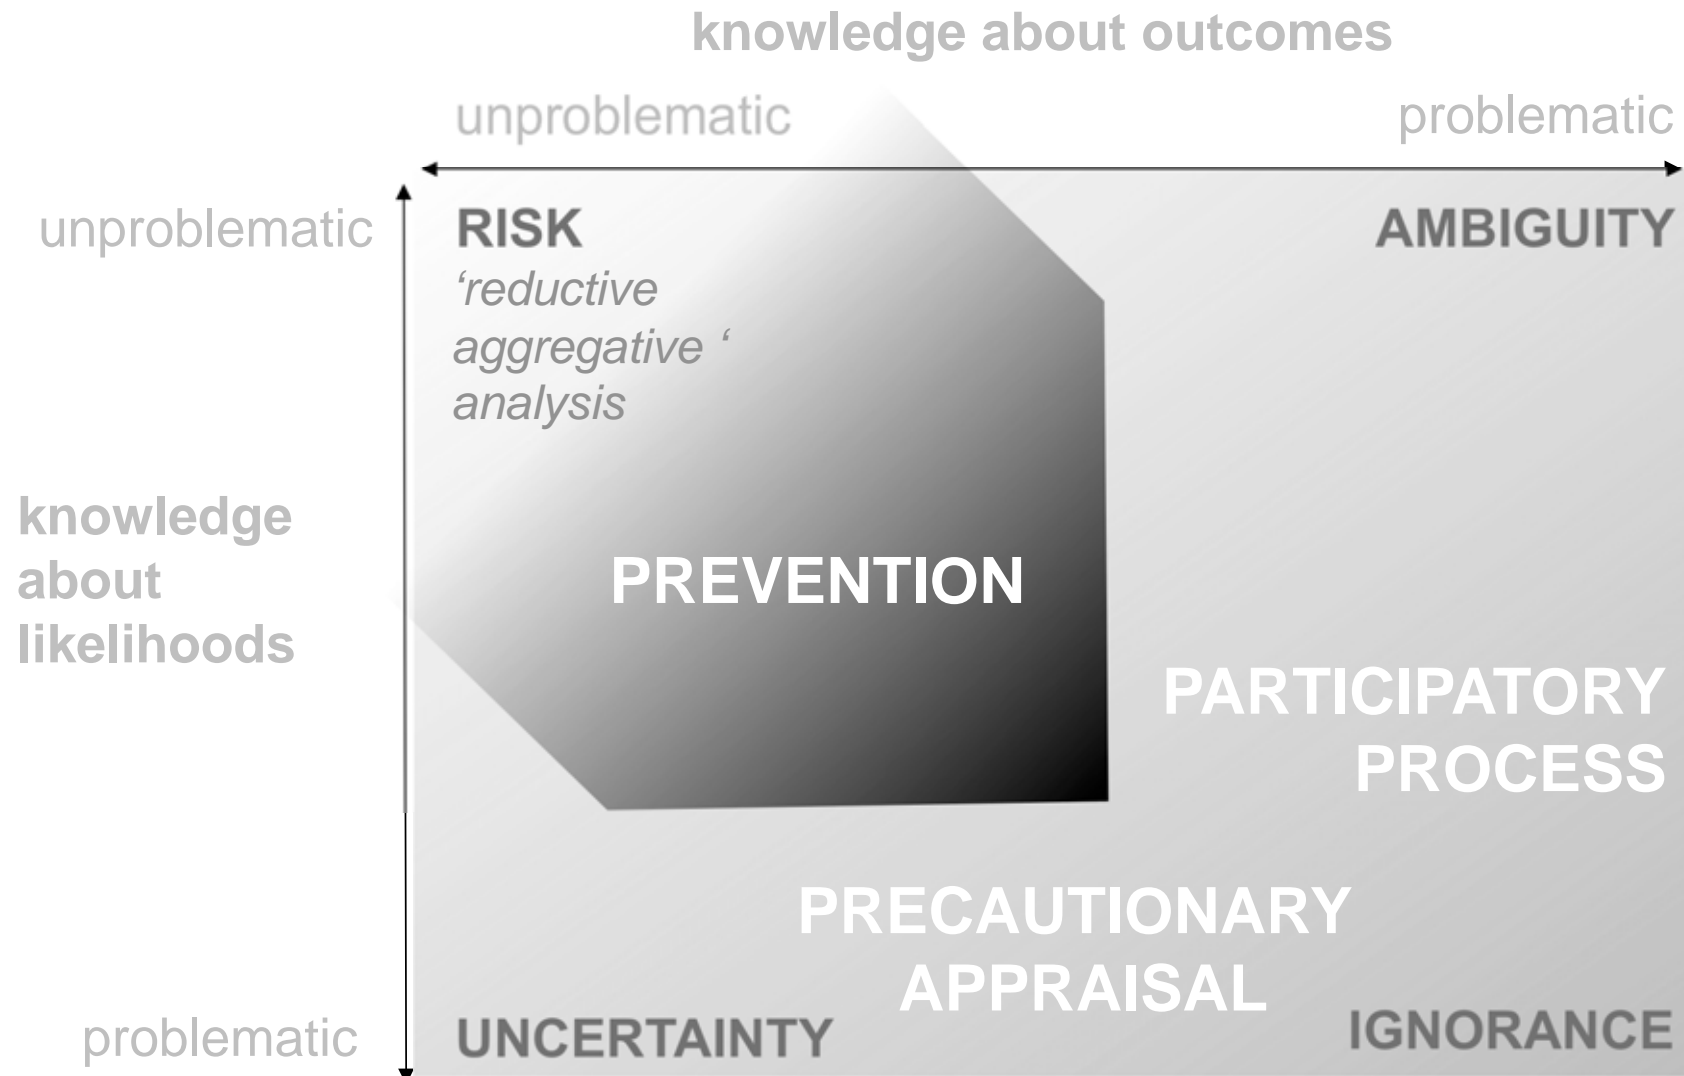 knowledge about outcomes
unproblematic
problematic
unproblematic
RISK
AMBIGUITY
‘reductive
aggregative ‘
analysis
knowledge
about
likelihoods
PREVENTION
PARTICIPATORY
PROCESS
PRECAUTIONARY
APPRAISAL
problematic
UNCERTAINTY
IGNORANCE